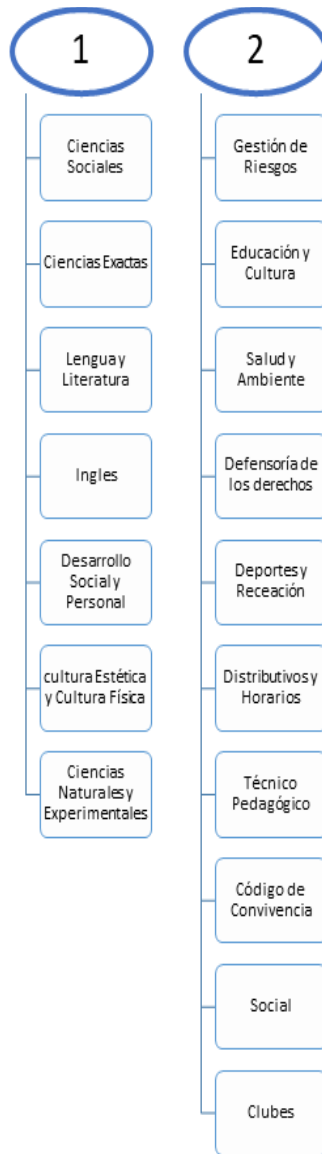 1
Ciencias
Sociales
Ciencias Exactas
Lengua y
Literatura
Ingles
Desarrollo
Social y
Personal
cultura Estética
y Cultura Física
Ciencias
Naturales y
Experimentales
2
Gestión de
Riesgos
Educación y
Cultura
Salud y
Ambiente
Defensoría de
los derechos
Deportes y
Receación
Distributivos y
Horarios
Técnico
Pedagógico
Código de
Convivencia
Social
Clubes